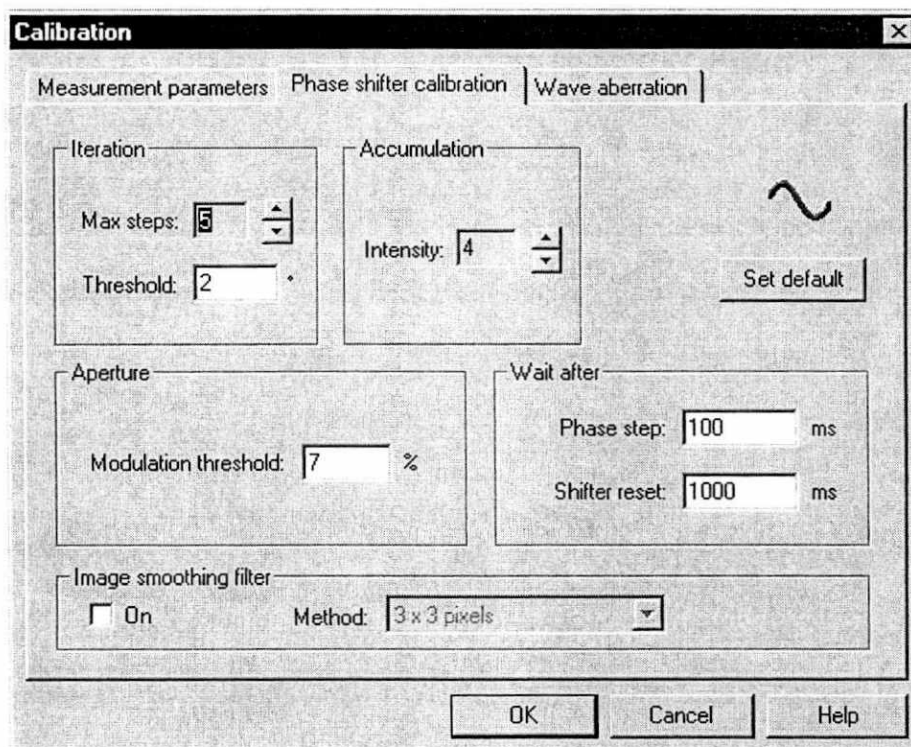 Calibration
Measurement parameters
Phase shifter calibration
Wave aberration
Iteration
Max steps: 5
Threshold: 2 °
Accumulation
Intensity: 4
Set default
Aperture
Modulation threshold: 7 %
Wait after
Phase step: 100 ms
Shifter reset: 1000 ms
Image smoothing filter
On
Method: 3 x 3 pixels
OK
Cancel
Help